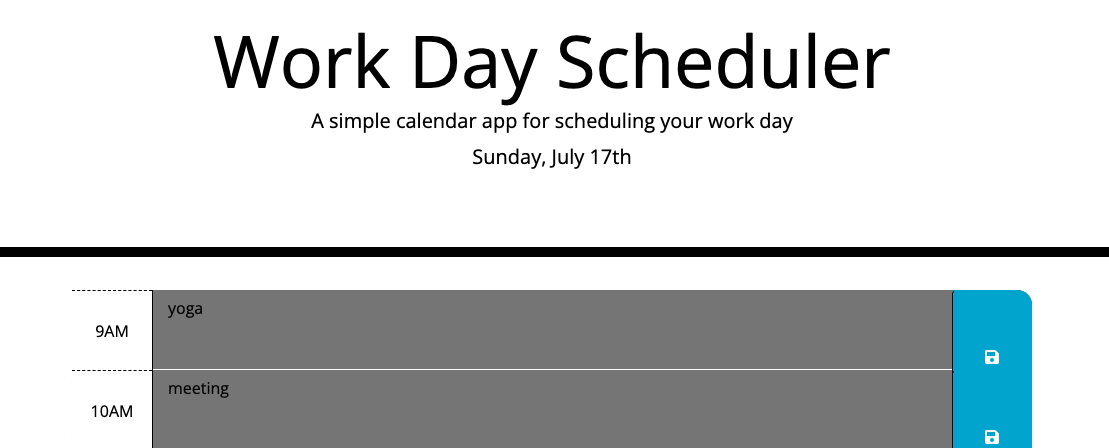 Work Day Scheduler
A simple calendar app for scheduling your work day
Sunday, July 17th
9AM
yoga
10AM
meeting